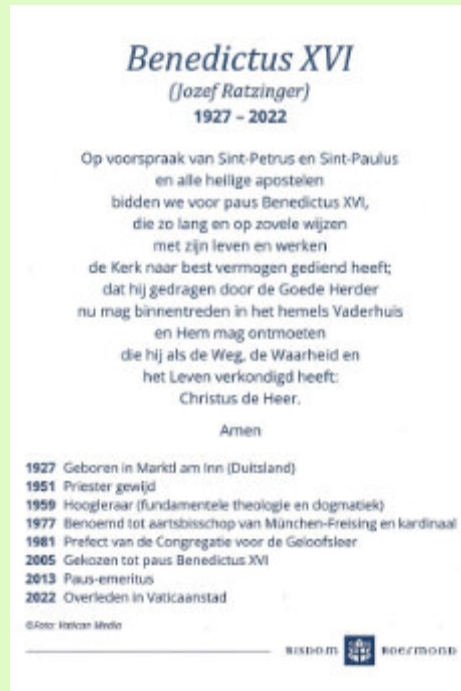 Benedictus XVI
(Jozef Ratzinger)
1927 – 2022
Op voorspraak van Sint-Petrus en Sint-Paulus
en alle heilige apostelen
bidden we voor paus Benedictus XVI,
die zo lang en op zovele wijzen
met zijn leven en werken
de Kerk naar best vermogen gediend heeft;
dat hij gedragen door de Goede Herder
nu mag binnentreden in het hemels Vaderhuis
en Hem mag ontmoeten
die hij als de Weg, de Waarheid en
het Leven verkondigd heeft:
Christus de Heer.
Amen
1927 Geboren in Marktl am Inn (Duitsland)
1951 Priester gewijd
1959 Hoogleraar (fundamentele theologie en dogmatiek)
1977 Benoemd tot aartsbisschop van München-Freising en kardinaal
1981 Prefect van de Congregatie voor de Geloofsleer
2005 Gekozen tot paus Benedictus XVI
2013 Paus-emeritus
2022 Overleden in Vaticaanstad
©Foto: Vatican Media
BISDOM ROERMOND